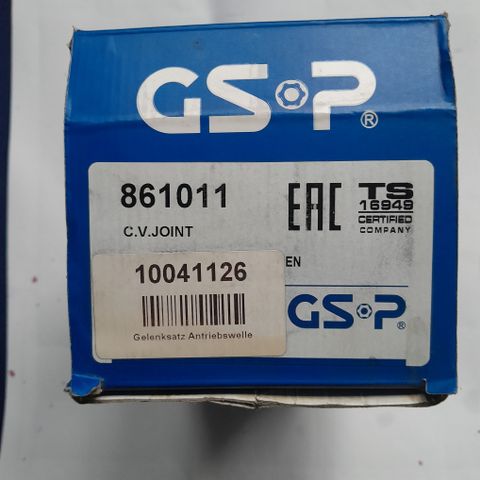 GSP®
861011
C.V.JOINT
EAC
TS
16949
CERTIFIED
COMPANY
EN
10041126
Gelenksatz Antriebswelle
GSP®